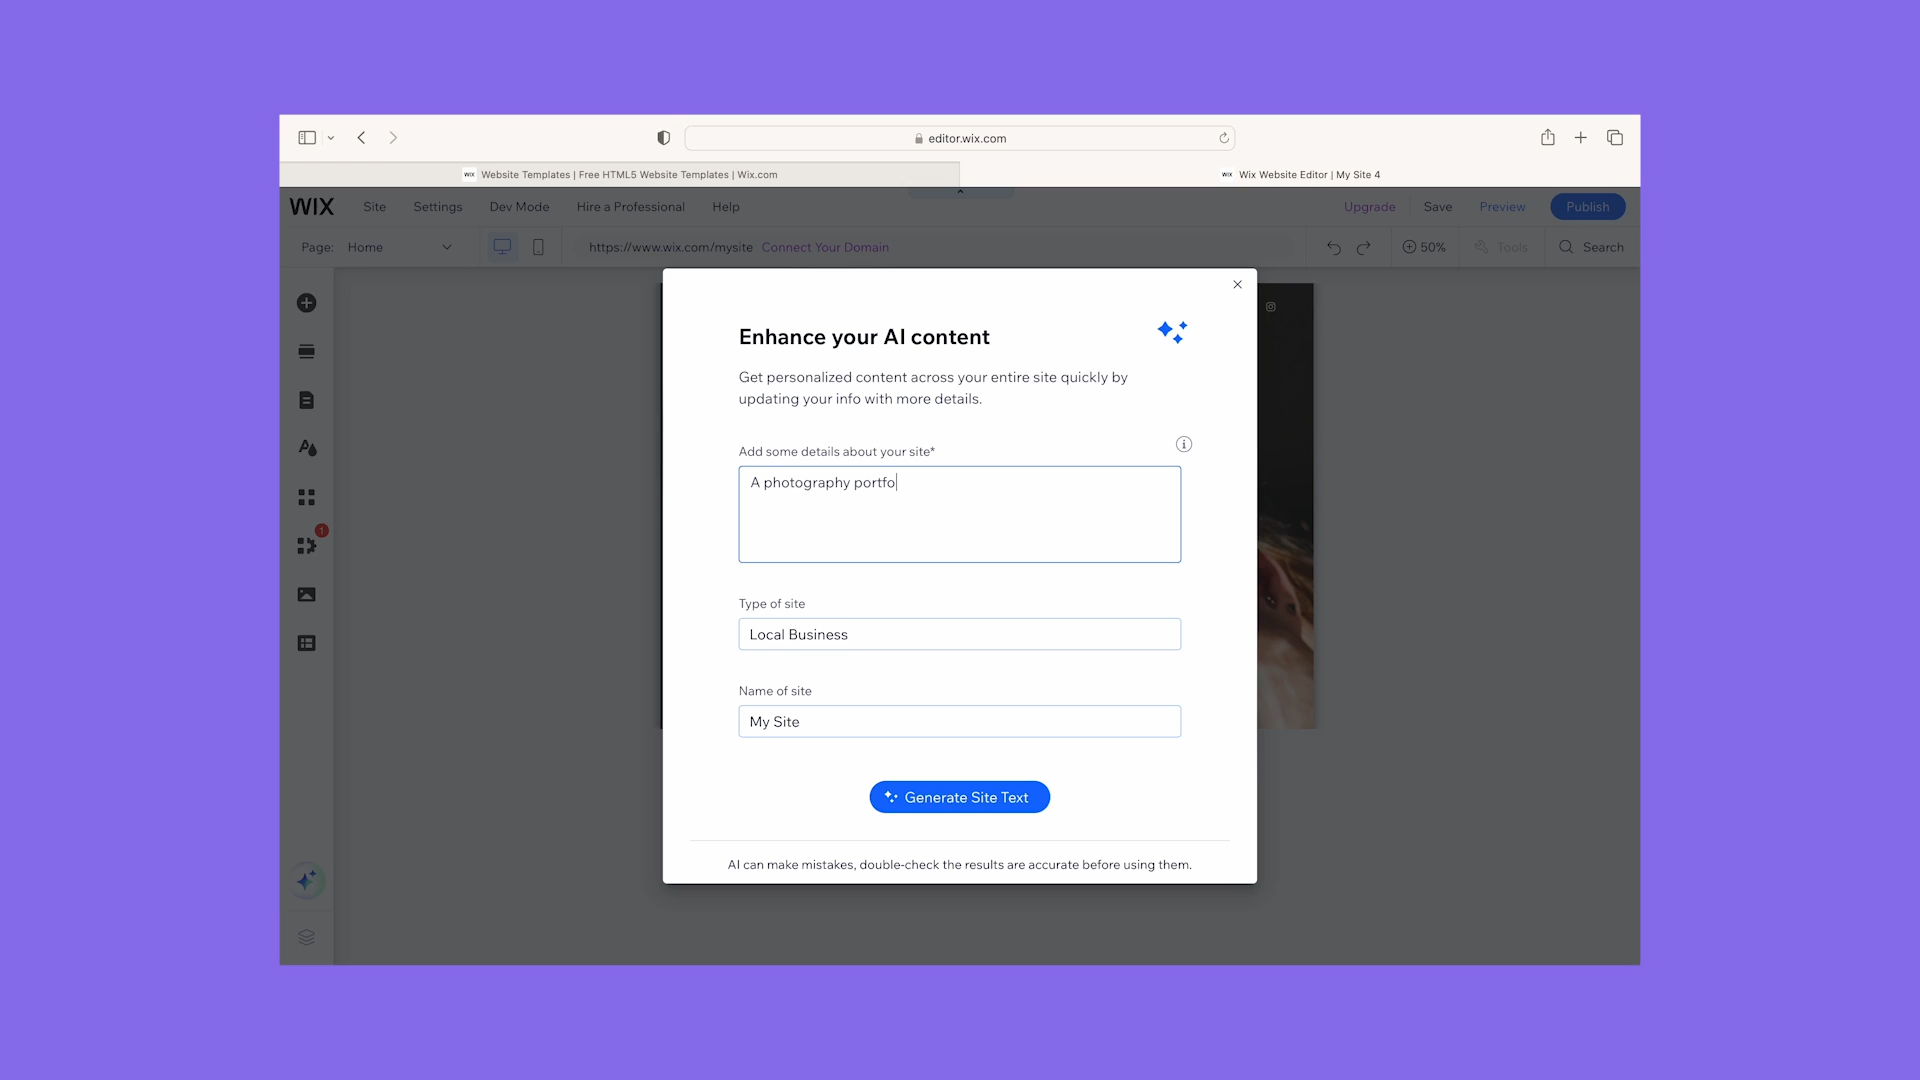 editor.wix.com
WIX Website Templates | Free HTML5 Website Templates | Wix.com
WIX Wix Website Editor | My Site 4
WIX Site Settings Dev Mode Hire a Professional Help Upgrade Save Preview Publish
Page: Home https://www.wix.com/mysite Connect Your Domain 50% Tools Search
Enhance your AI content
Get personalized content across your entire site quickly by
updating your info with more details.
Add some details about your site*
A photography portfo
1
Type of site
Local Business
Name of site
My Site
Generate Site Text
AI can make mistakes, double-check the results are accurate before using them.